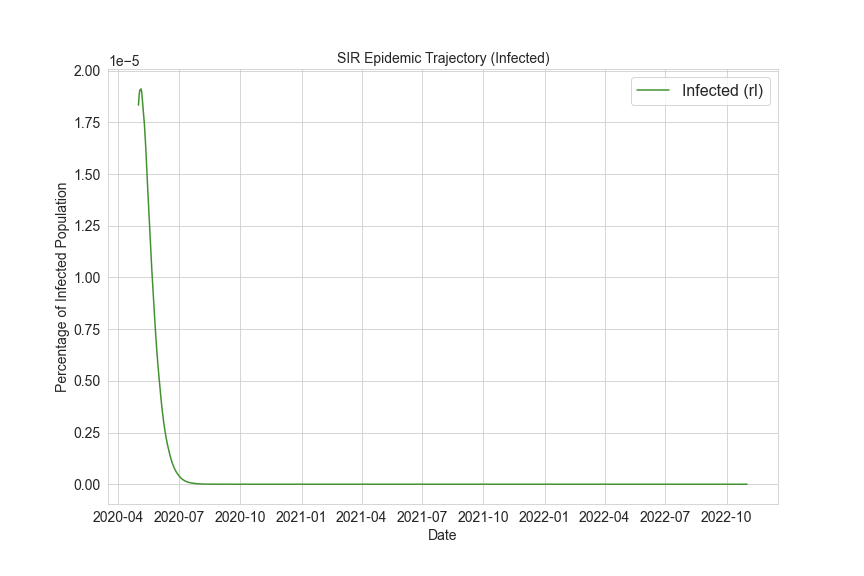 SIR Epidemic Trajectory (Infected)
1e−5
Infected (rI)
2.00
1.75
1.50
1.25
1.00
0.75
0.50
0.25
0.00
Percentage of Infected Population
2020-04 2020-07 2020-10 2021-01 2021-04 2021-07 2021-10 2022-01 2022-04 2022-07 2022-10
Date